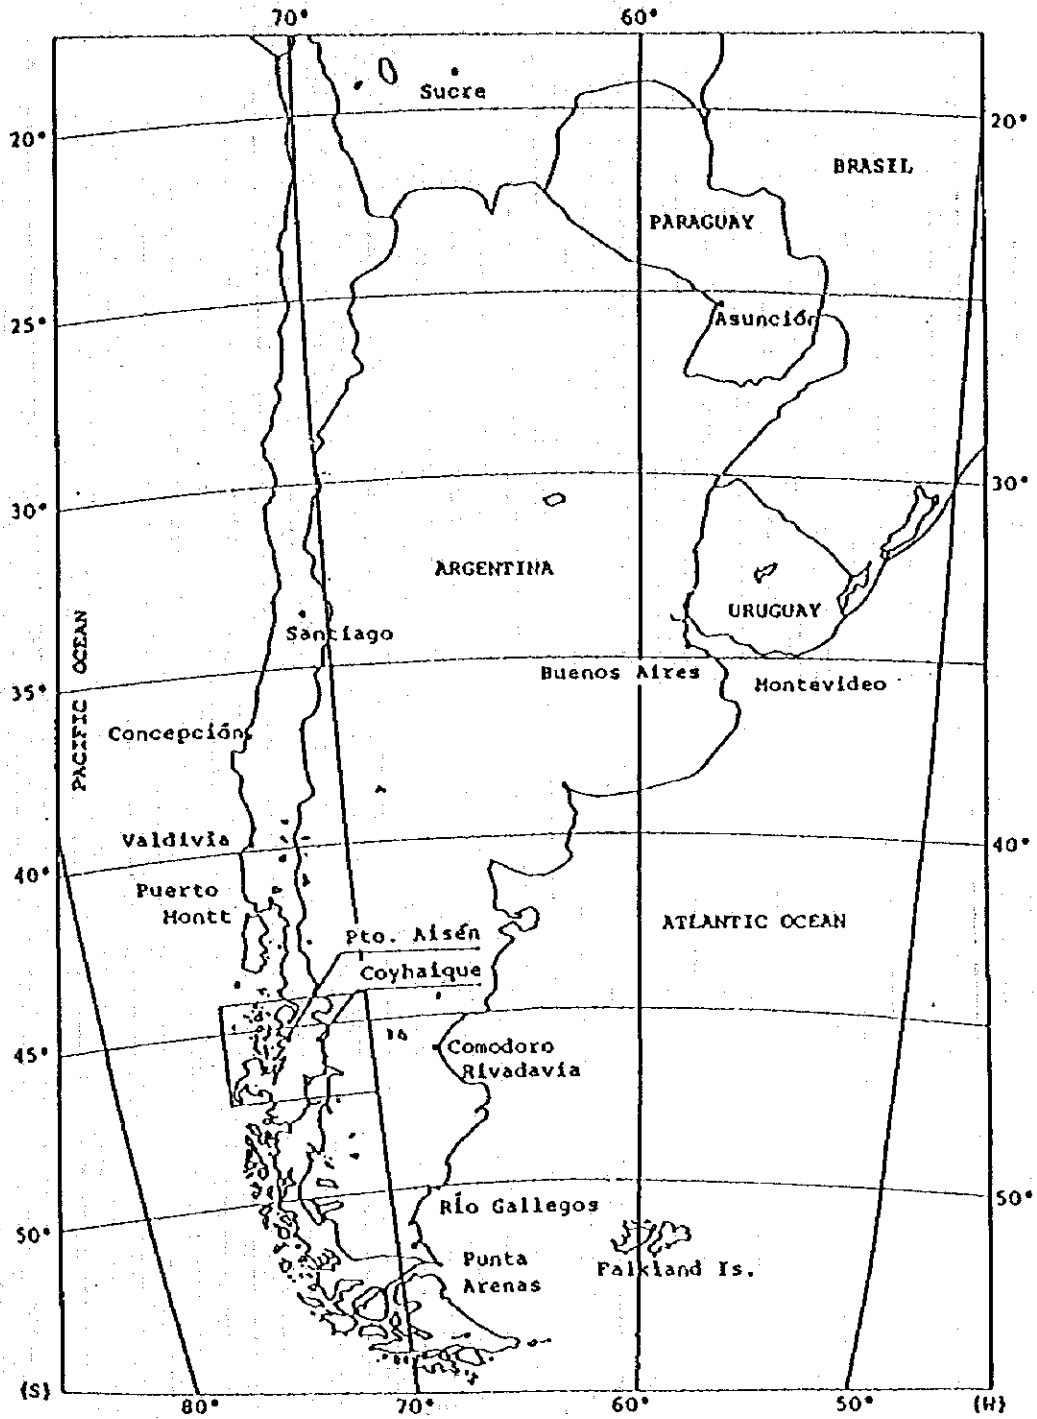 70° 60°
Sucre
20° 20°
BRASIL
PARAGUAY
25° Asunción
30° 30°
ARGENTINA
URUGUAY
Santiago
PACIFIC OCEAN
Buenos Aires
Montevideo
35°
Concepción
Valdivia
40° 40°
Puerto
Montt
ATLANTIC OCEAN
Pto. Aisén
Coyhaique
45°
Comodoro
Rivadavia
Río Gallegos
50° 50°
Punta
Arenas
Falkland Is.
(S) 80° 70° 60° 50° (W)